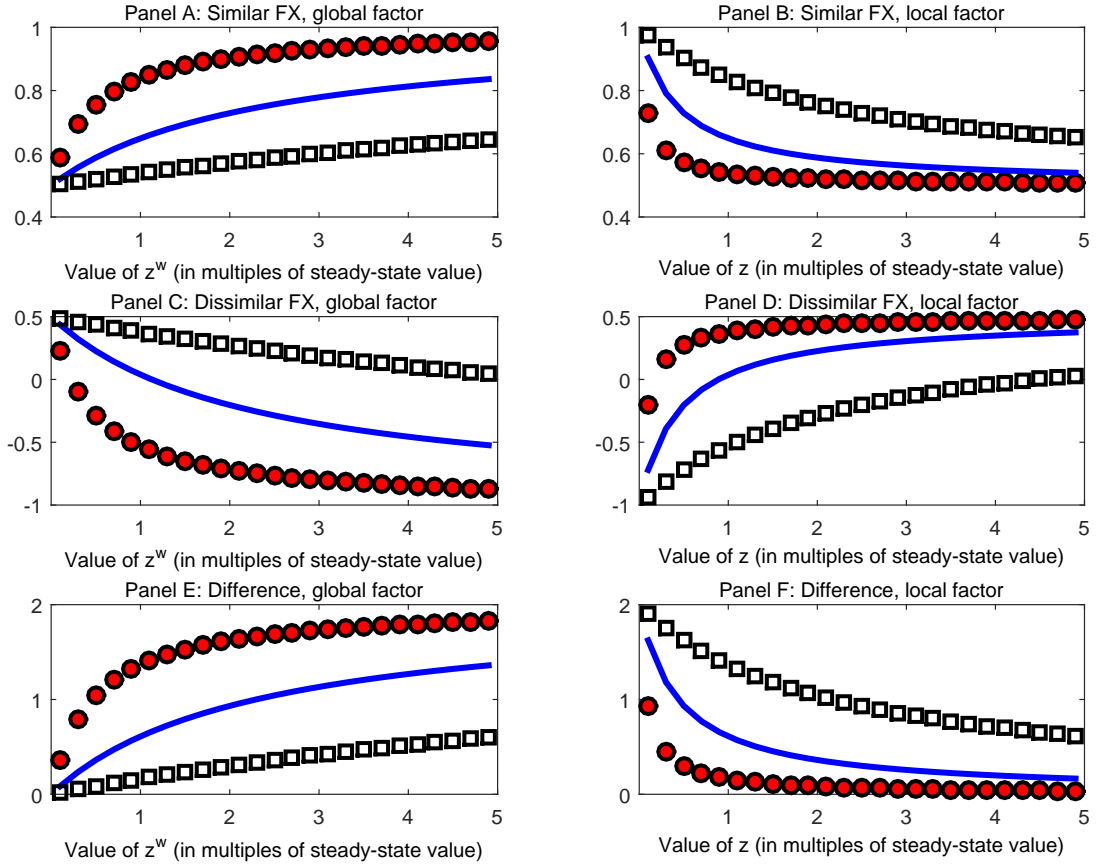 Panel A: Similar FX, global factor
1
0.8
0.6
0.4
1 2 3 4 5
Value of z^w (in multiples of steady-state value)
Panel B: Similar FX, local factor
1
0.8
0.6
0.4
1 2 3 4 5
Value of z (in multiples of steady-state value)
Panel C: Dissimilar FX, global factor
0.5
0
-0.5
-1
1 2 3 4 5
Value of z^w (in multiples of steady-state value)
Panel D: Dissimilar FX, local factor
0.5
0
-0.5
-1
1 2 3 4 5
Value of z (in multiples of steady-state value)
Panel E: Difference, global factor
2
1
0
1 2 3 4 5
Value of z^w (in multiples of steady-state value)
Panel F: Difference, local factor
2
1
0
1 2 3 4 5
Value of z (in multiples of steady-state value)